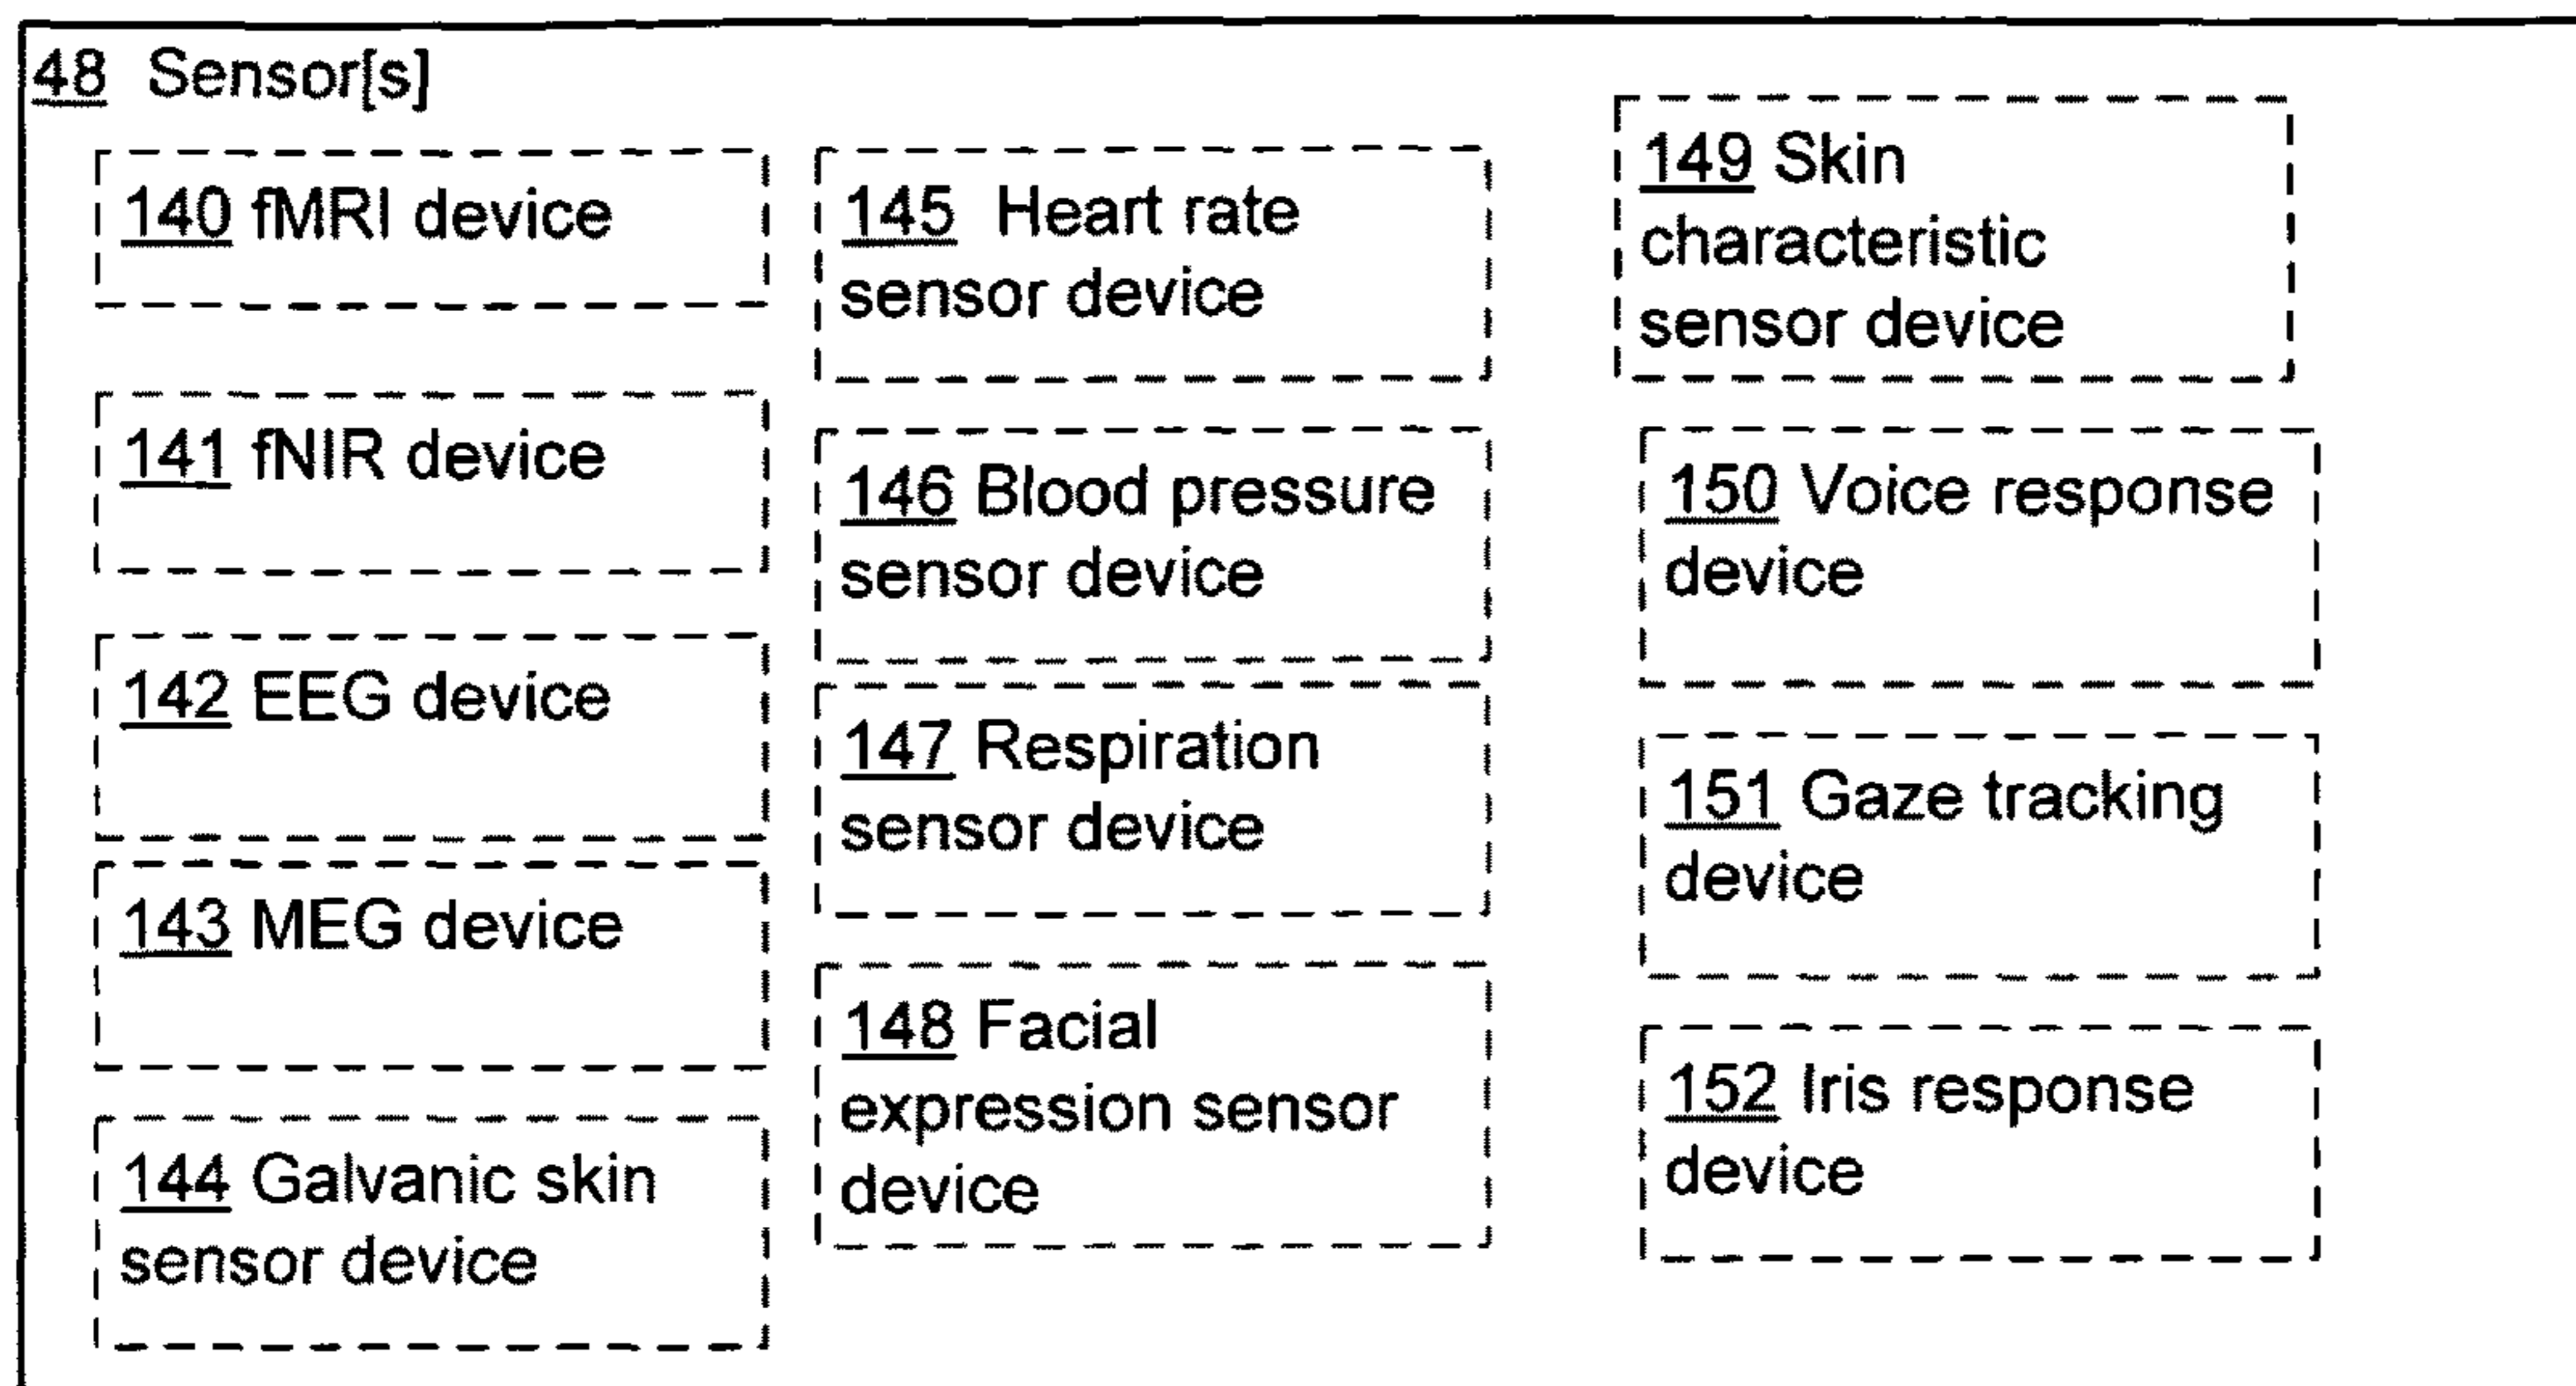 48 Sensor[s]
140 fMRI device
141 fNIR device
142 EEG device
143 MEG device
144 Galvanic skin
sensor device
145 Heart rate
sensor device
146 Blood pressure
sensor device
147 Respiration
sensor device
148 Facial
expression sensor
device
149 Skin
characteristic
sensor device
150 Voice response
device
151 Gaze tracking
device
152 Iris response
device